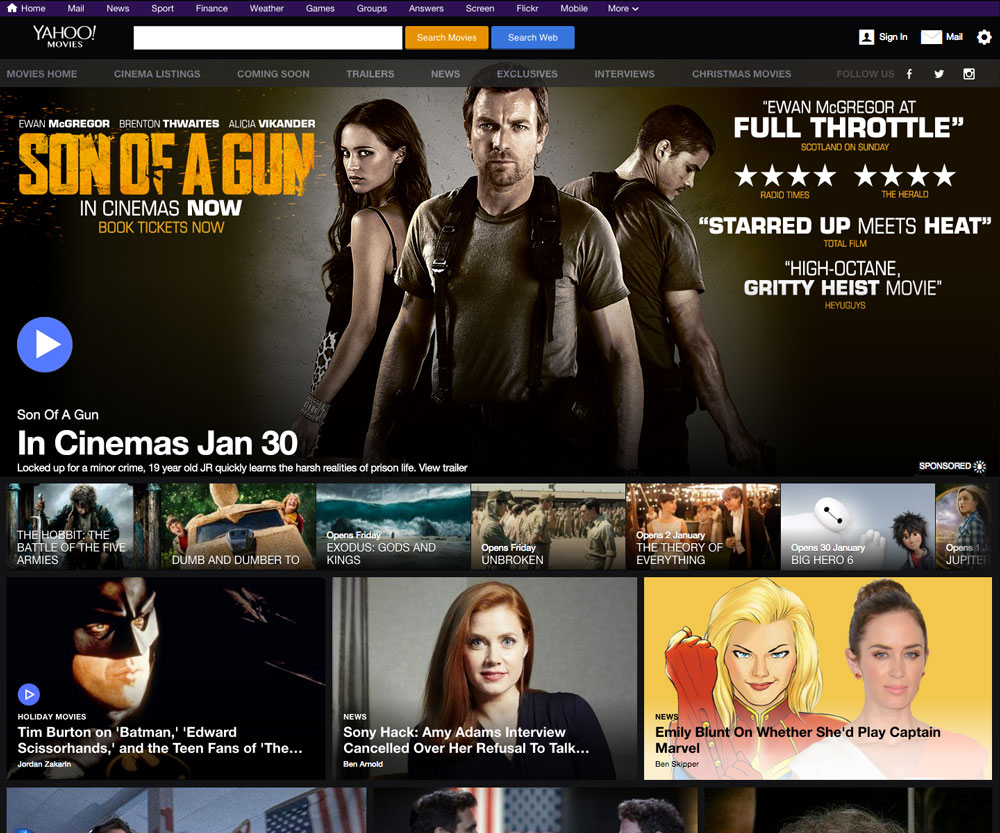 Home Mail News Sport Finance Weather Games Groups Answers Screen Flickr Mobile More
YAHOO!
MOVIES
Search Movies Search Web
Sign In Mail
MOVIES HOME CINEMA LISTINGS COMING SOON TRAILERS NEWS EXCLUSIVES INTERVIEWS CHRISTMAS MOVIES FOLLOW US
EWAN McGREGOR BRENTON THWAITES ALICIA VIKANDER
SON OF A GUN
IN CINEMAS NOW
BOOK TICKETS NOW
“EWAN McGREGOR AT
FULL THROTTLE”
SCOTLAND ON SUNDAY
RADIO TIMES THE HERALD
“STARRED UP MEETS HEAT”
TOTAL FILM
“HIGH-OCTANE,
GRITTY HEIST MOVIE”
HEYUGUYS
Son Of A Gun
In Cinemas Jan 30
Locked up for a minor crime, 19 year old JR quickly learns the harsh realities of prison life. View trailer
SPONSORED
THE HOBBIT: THE
BATTLE OF THE FIVE
ARMIES
DUMB AND DUMBER TO
Opens Friday
EXODUS: GODS AND
KINGS
Opens Friday
UNBROKEN
Opens 2 January
THE THEORY OF
EVERYTHING
Opens 30 January
BIG HERO 6
Opens 1
JUPITER
HOLIDAY MOVIES
Tim Burton on 'Batman,' 'Edward
Scissorhands,' and the Teen Fans of 'The...
Jordan Zakarin
NEWS
Sony Hack: Amy Adams Interview
Cancelled Over Her Refusal To Talk...
Ben Arnold
NEWS
Emily Blunt On Whether She'd Play Captain
Marvel
Ben Skipper